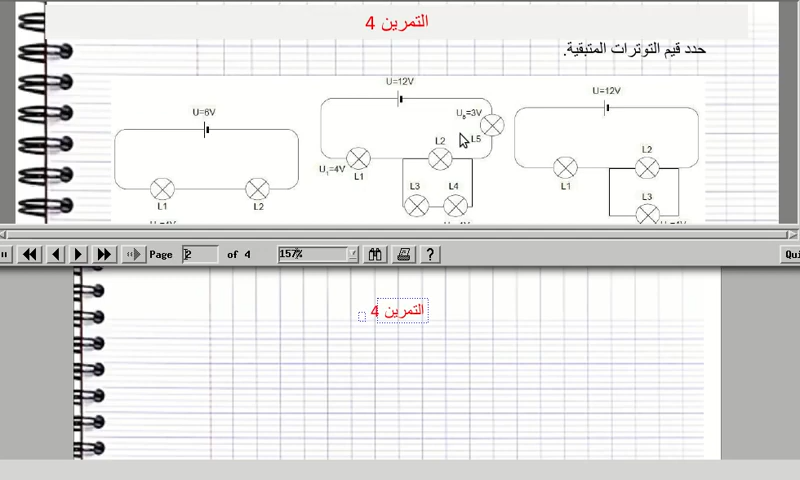 التمرين 4
حدد قيم التوترات المتبقية.
U=6V
L1
L2
U=12V
U5=3V
L5
L2
U1=4V
L1
L3
L4
U=12V
L1
L2
L3
Page 2 of 4 157% ?
التمرين 4